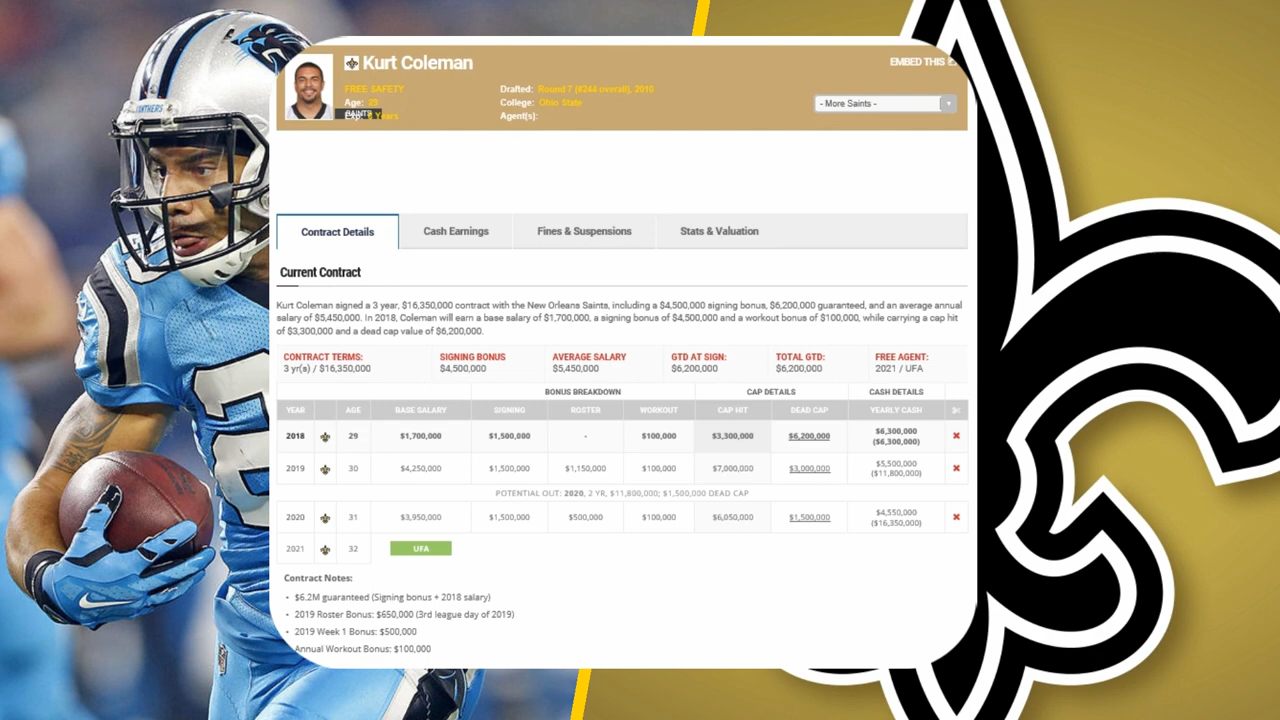 PANTHERS
Kurt Coleman
EMBED THIS
FREE SAFETY
Drafted: Round 7 (#244 overall), 2010
Age: 29
College: Ohio State
- More Saints -
Exp: Years
Agent(s):
Contract Details
Cash Earnings
Fines & Suspensions
Stats & Valuation
Current Contract
Kurt Coleman signed a 3 year, $16,350,000 contract with the New Orleans Saints, including a $4,500,000 signing bonus, $6,200,000 guaranteed, and an average annual
salary of $5,450,000. In 2018, Coleman will earn a base salary of $1,700,000, a signing bonus of $4,500,000 and a workout bonus of $100,000, while carrying a cap hit
of $3,300,000 and a dead cap value of $6,200,000.
CONTRACT TERMS: SIGNING BONUS AVERAGE SALARY GTD AT SIGN: TOTAL GTD: FREE AGENT:
3 yr(s) / $16,350,000 $4,500,000 $5,450,000 $6,200,000 $6,200,000 2021 / UFA
BONUS BREAKDOWN CAP DETAILS CASH DETAILS
YEAR AGE BASE SALARY SIGNING ROSTER WORKOUT CAP HIT DEAD CAP YEARLY CASH
2018 29 $1,700,000 $1,500,000 - $100,000 $3,300,000 $6,200,000 $6,300,000
($6,300,000)
2019 30 $4,250,000 $1,500,000 $1,150,000 $100,000 $7,000,000 $3,000,000 $5,500,000
($11,800,000)
POTENTIAL OUT: 2020, 2 YR, $11,800,000; $1,500,000 DEAD CAP
2020 31 $3,950,000 $1,500,000 $500,000 $100,000 $6,050,000 $1,500,000 $4,550,000
($16,350,000)
2021 32 UFA
Contract Notes:
• $6.2M guaranteed (Signing bonus + 2018 salary)
• 2019 Roster Bonus: $650,000 (3rd league day of 2019)
• 2019 Week 1 Bonus: $500,000
Annual Workout Bonus: $100,000